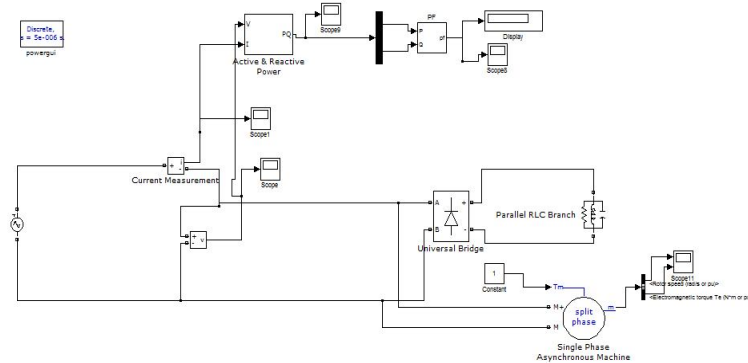 Discrete,
s = 5e-006 s.
powergui
V
I
PQ
Active & Reactive
Power
Scope9
PF
P
Q
pf
Display
Scope8
Scope1
i
+
-
Current Measurement
Scope
+
-
v
A
B
+
-
Universal Bridge
Parallel RLC Branch
1
Constant
Tm
M+
M
m
split
phase
Single Phase
Asynchronous Machine
Scope11
<Rotor speed (rad/s or pu)>
<Electromagnetic torque Te (N*m or pu